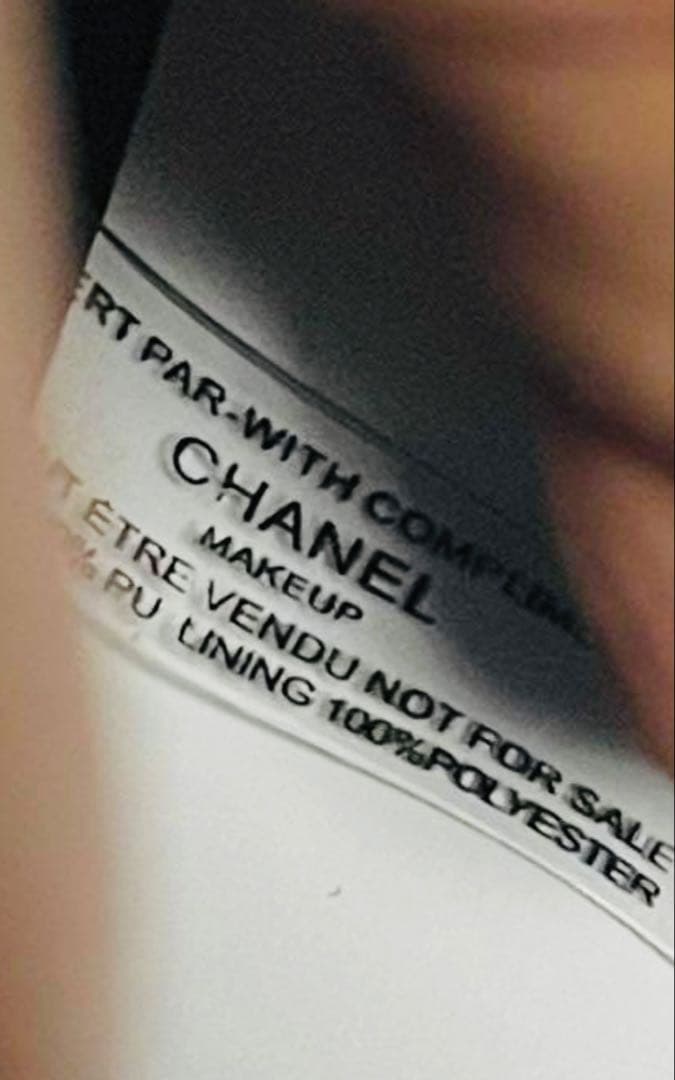 ERT PAR-WITH COMPLIM
CHANEL
MAKEUP
T ÊTRE VENDU NOT FOR SALE
% PU LINING 100%POLYESTER